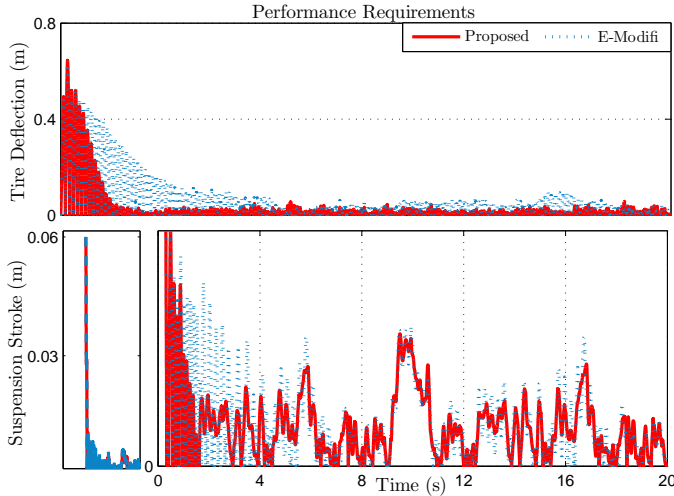 Performance Requirements
Tire Deflection (m)
0.8
0.4
0
Proposed
E-Modifi
Suspension Stroke (m)
0.06
0.03
0
0
0
4
8
12
16
20
Time (s)